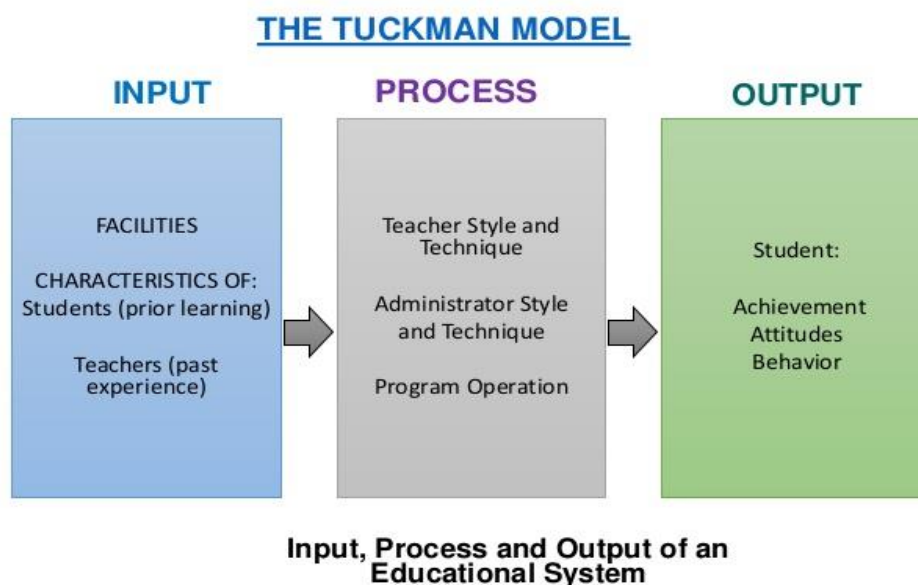 THE TUCKMAN MODEL
INPUT
FACILITIES
CHARACTERISTICS OF:
Students (prior learning)
Teachers (past
experience)
PROCESS
Teacher Style and
Technique
Administrator Style
and Technique
Program Operation
OUTPUT
Student:
Achievement
Attitudes
Behavior
Input, Process and Output of an
Educational System